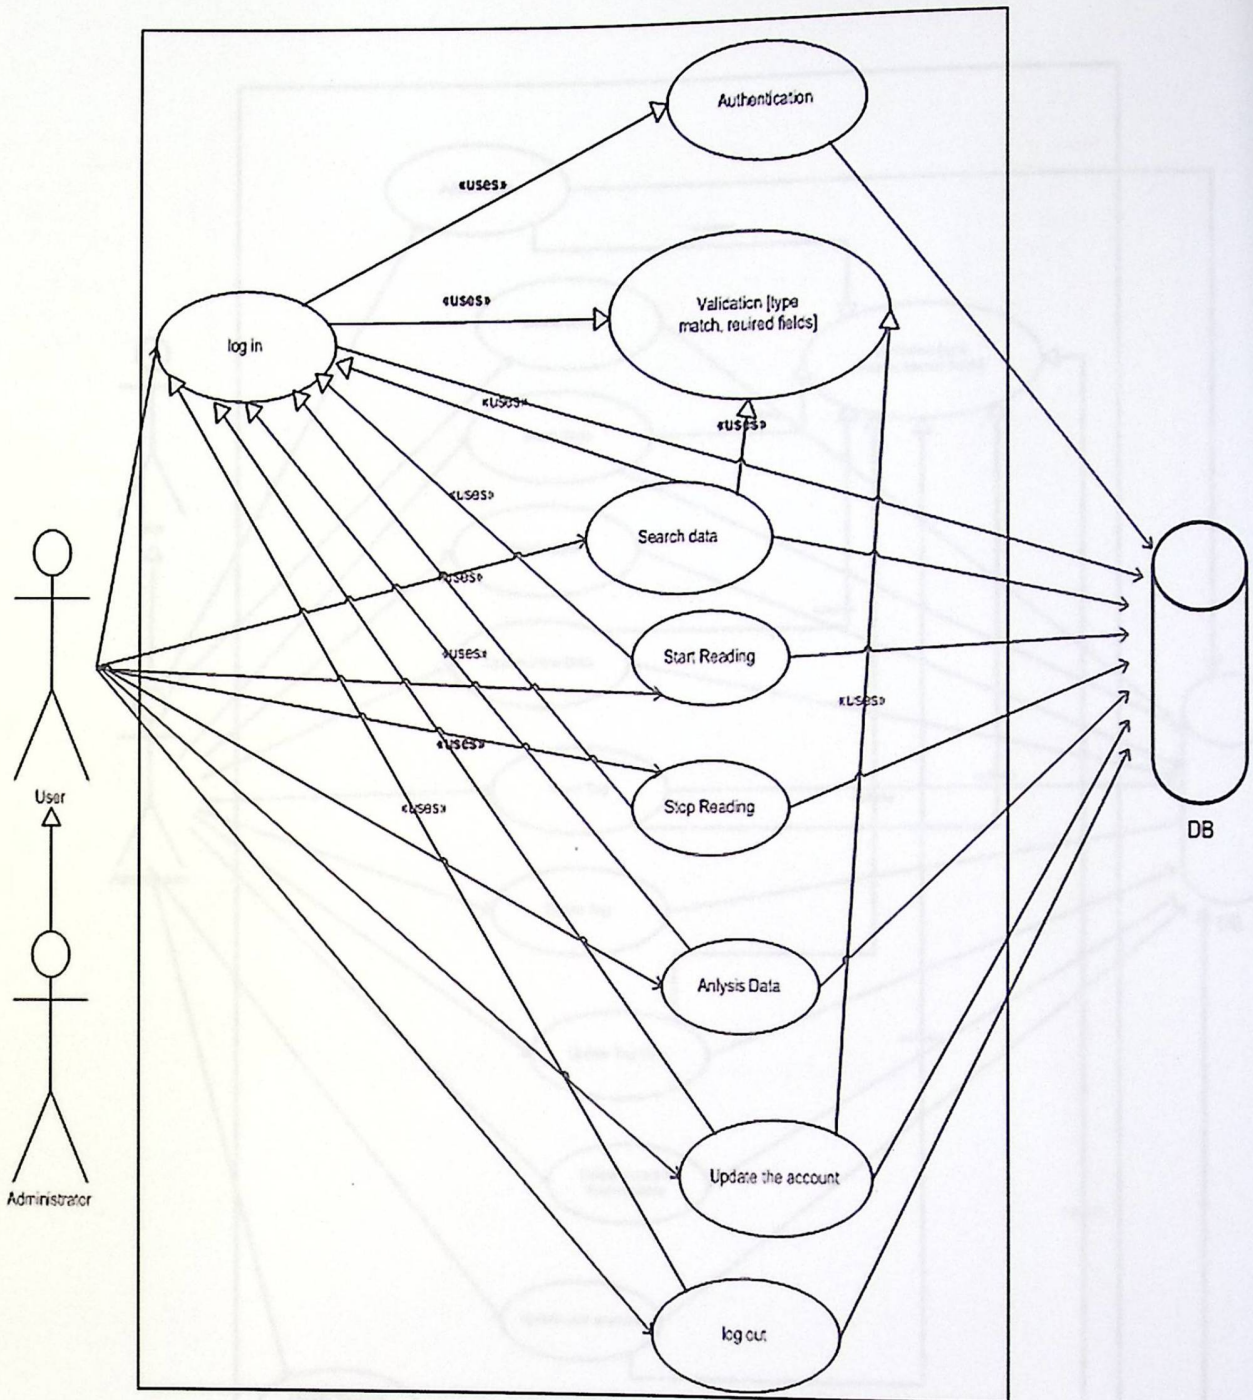 Authentication
«uses»
Valication [type
match, reuired fields]
«uses»
log in
«uses»
«uses»
«uses»
Search data
«uses»
Start Reading
«uses»
«uses»
«uses»
User
Stop Reading
«uses»
DB
Anlysis Data
Update the account
Administrator
log out